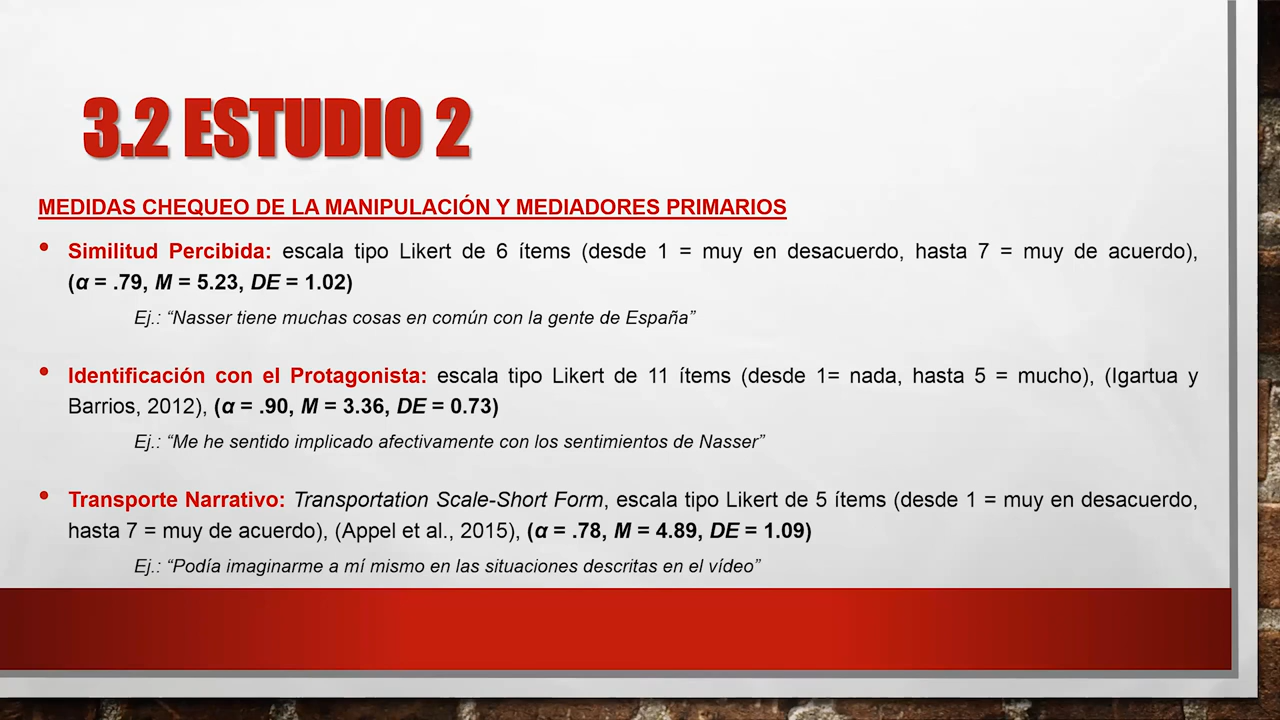 3.2 ESTUDIO 2
MEDIDAS CHEQUEO DE LA MANIPULACIÓN Y MEDIADORES PRIMARIOS
• Similitud Percibida: escala tipo Likert de 6 ítems (desde 1 = muy en desacuerdo, hasta 7 = muy de acuerdo),
(α = .79, M = 5.23, DE = 1.02)
Ej.: “Nasser tiene muchas cosas en común con la gente de España”
• Identificación con el Protagonista: escala tipo Likert de 11 ítems (desde 1= nada, hasta 5 = mucho), (Igartua y
Barrios, 2012), (α = .90, M = 3.36, DE = 0.73)
Ej.: “Me he sentido implicado afectivamente con los sentimientos de Nasser”
• Transporte Narrativo: Transportation Scale-Short Form, escala tipo Likert de 5 ítems (desde 1 = muy en desacuerdo,
hasta 7 = muy de acuerdo), (Appel et al., 2015), (α = .78, M = 4.89, DE = 1.09)
Ej.: “Podía imaginarme a mí mismo en las situaciones descritas en el vídeo”